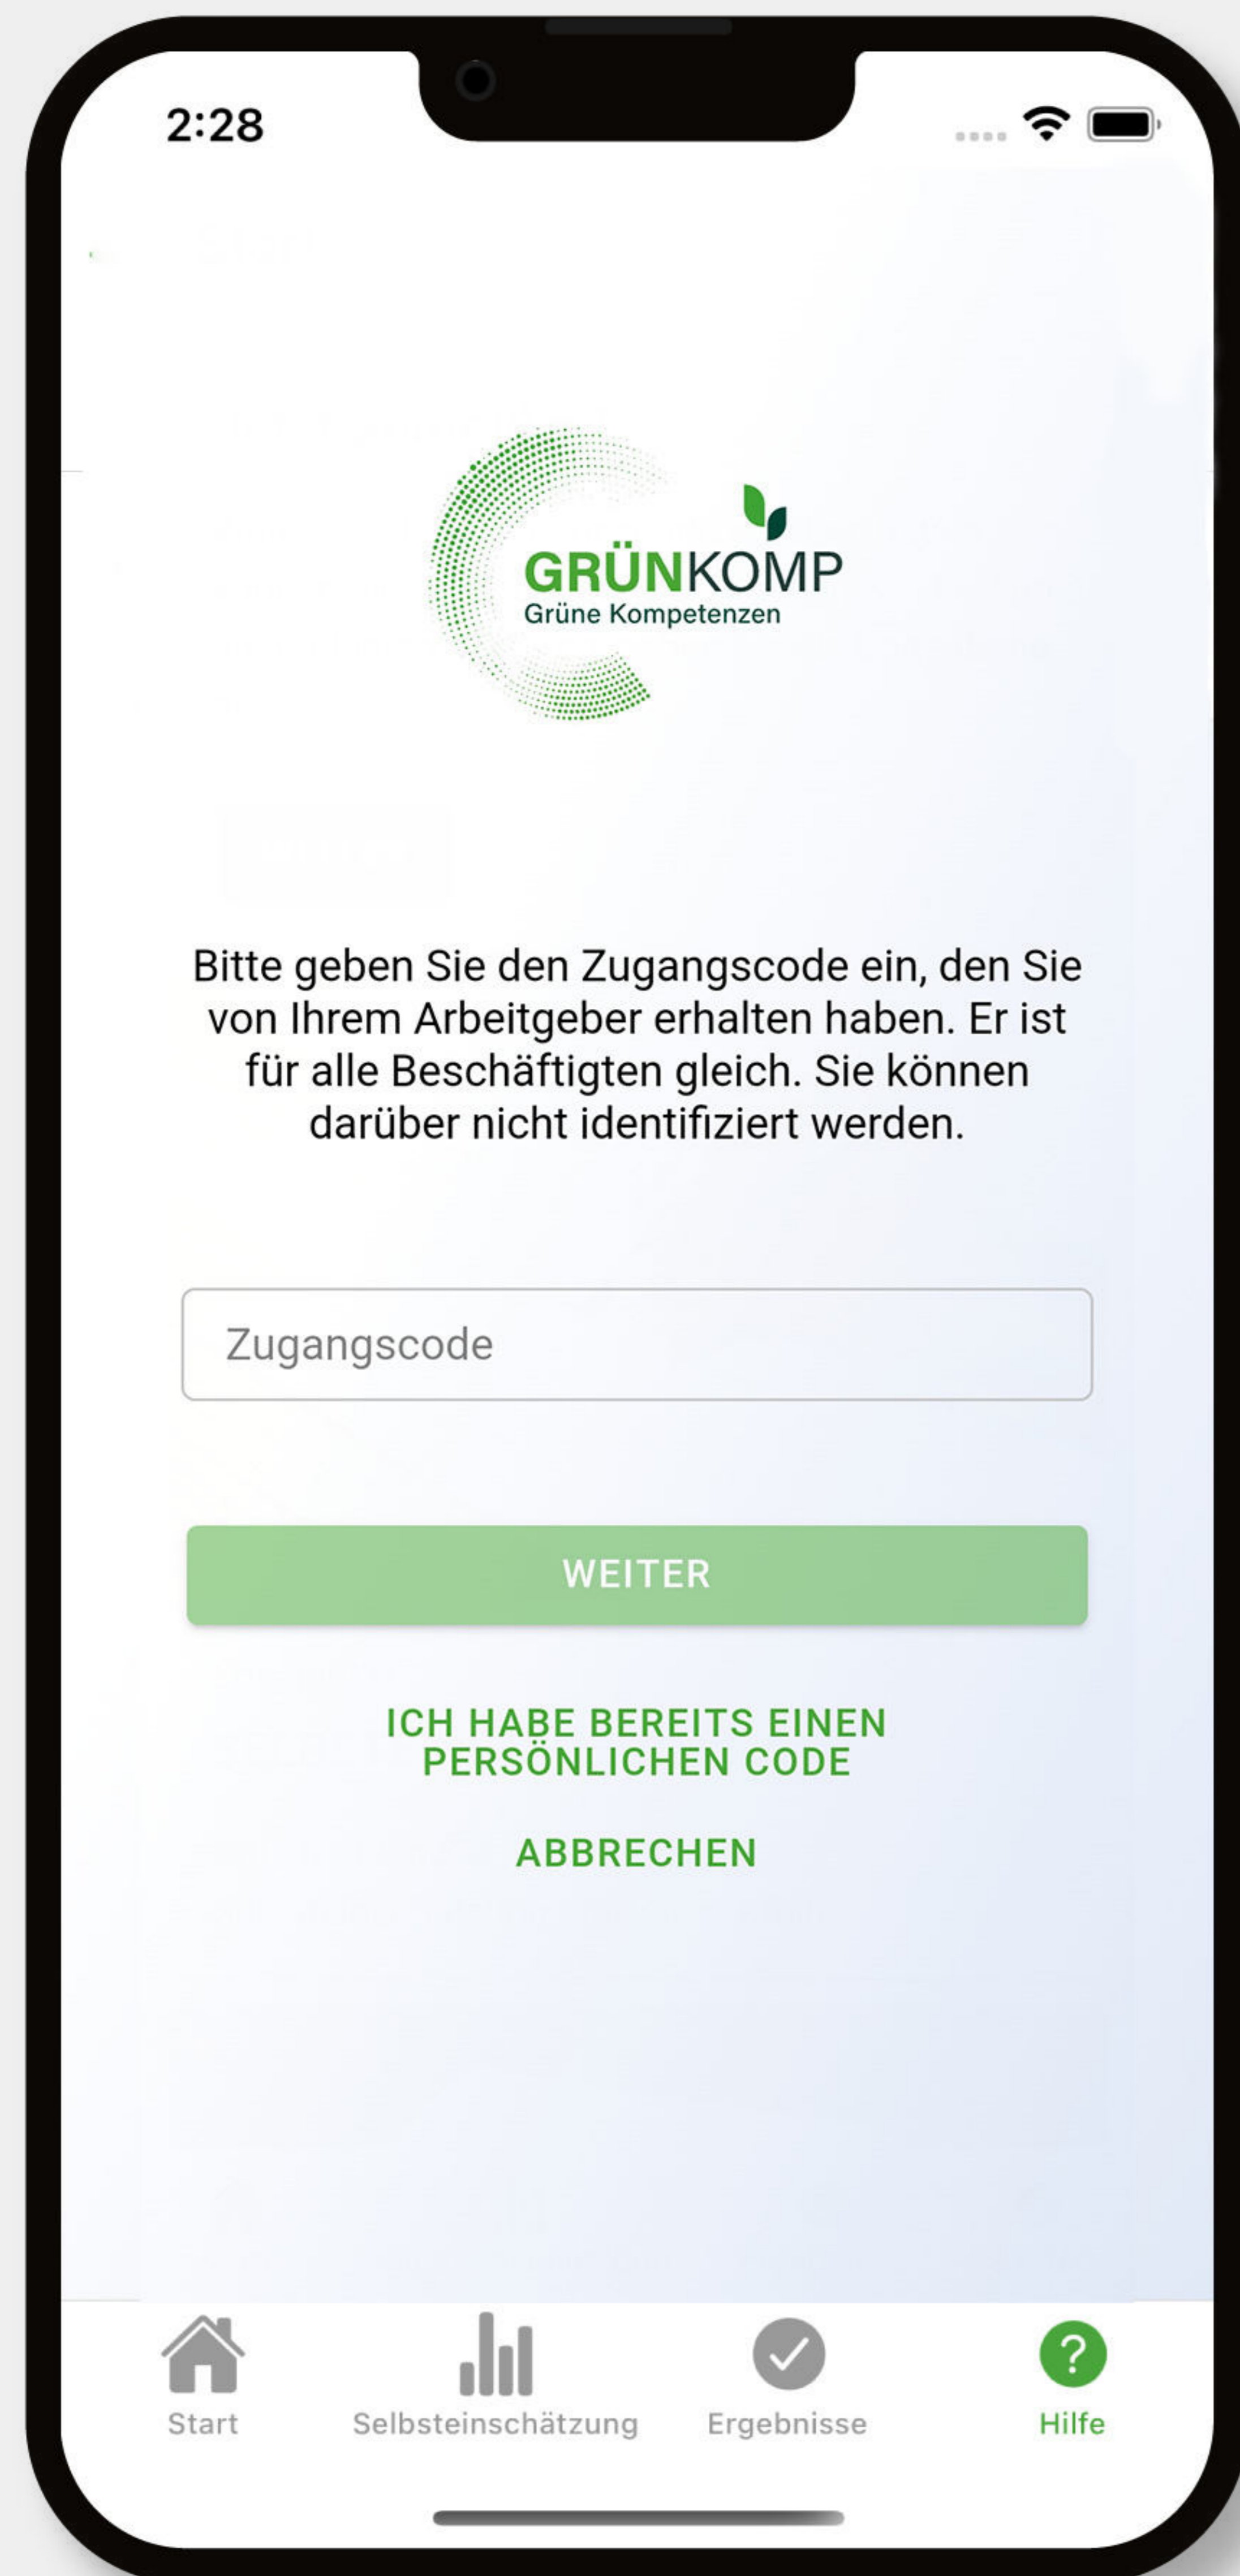 2:28
GRÜNKOMP
Grüne Kompetenzen
Bitte geben Sie den Zugangscode ein, den Sie
von Ihrem Arbeitgeber erhalten haben. Er ist
für alle Beschäftigten gleich. Sie können
darüber nicht identifiziert werden.
Zugangscode
WEITER
ICH HABE BEREITS EINEN
PERSÖNLICHEN CODE
ABBRECHEN
Start Selbsteinschätzung Ergebnisse Hilfe